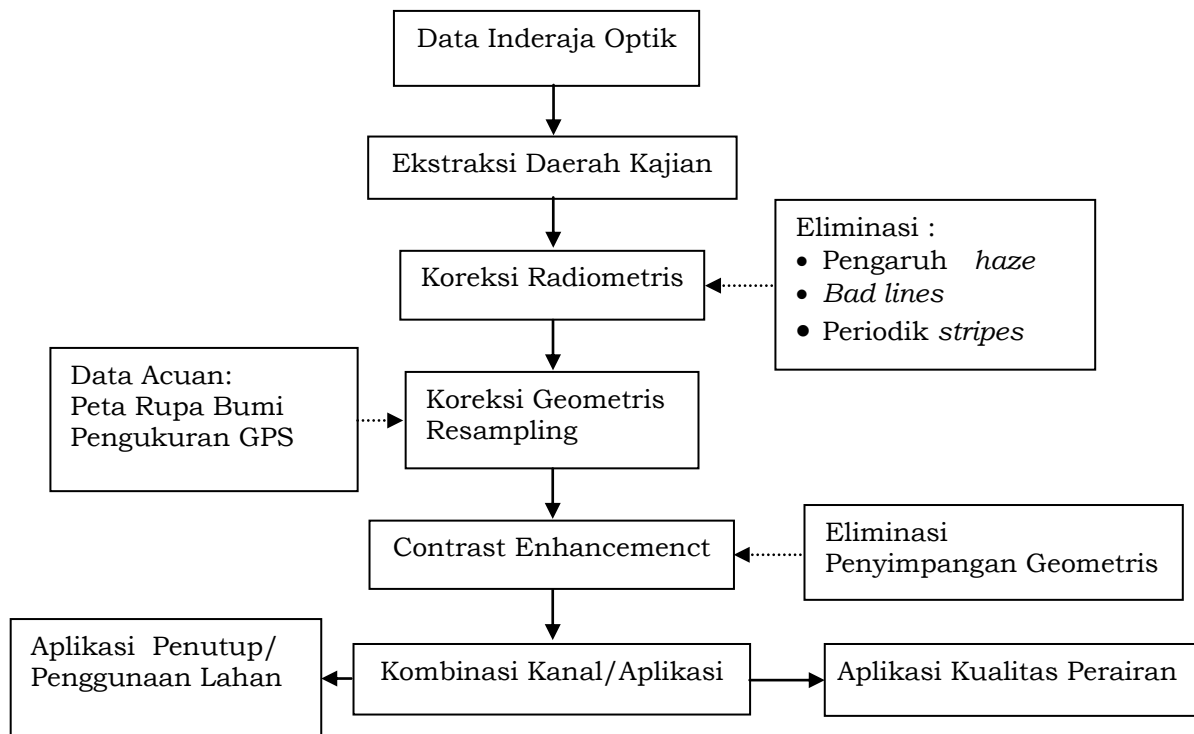 Data Inderaja Optik
Ekstraksi Daerah Kajian
Eliminasi :
• Pengaruh haze
• Bad lines
• Periodik stripes
Koreksi Radiometris
Data Acuan:
Peta Rupa Bumi
Pengukuran GPS
Koreksi Geometris
Resampling
Contrast Enhancemenct
Eliminasi
Penyimpangan Geometris
Aplikasi Penutup/
Penggunaan Lahan
Kombinasi Kanal/Aplikasi
Aplikasi Kualitas Perairan